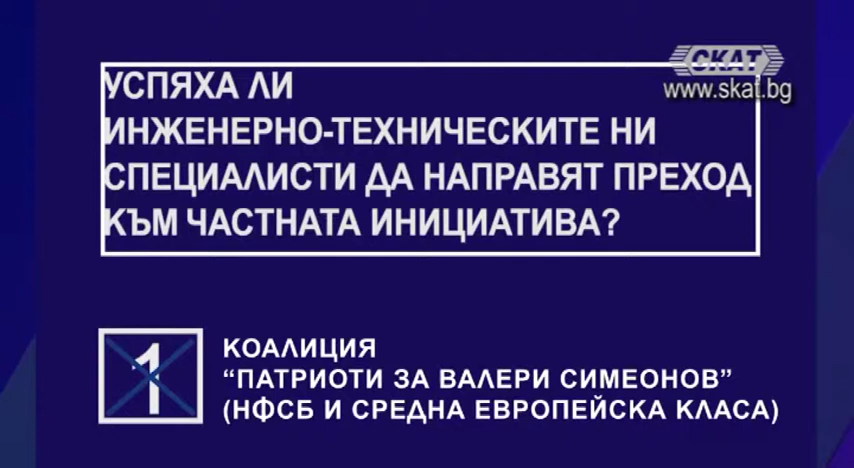 СКАТ
www.skat.bg
УСПЯХА ЛИ
ИНЖЕНЕРНО-ТЕХНИЧЕСКИТЕ НИ
СПЕЦИАЛИСТИ ДА НАПРАВЯТ ПРЕХОД
КЪМ ЧАСТНАТА ИНИЦИАТИВА?
1
КОАЛИЦИЯ
“ПАТРИОТИ ЗА ВАЛЕРИ СИМЕОНОВ”
(НФСБ И СРЕДНА ЕВРОПЕЙСКА КЛАСА)